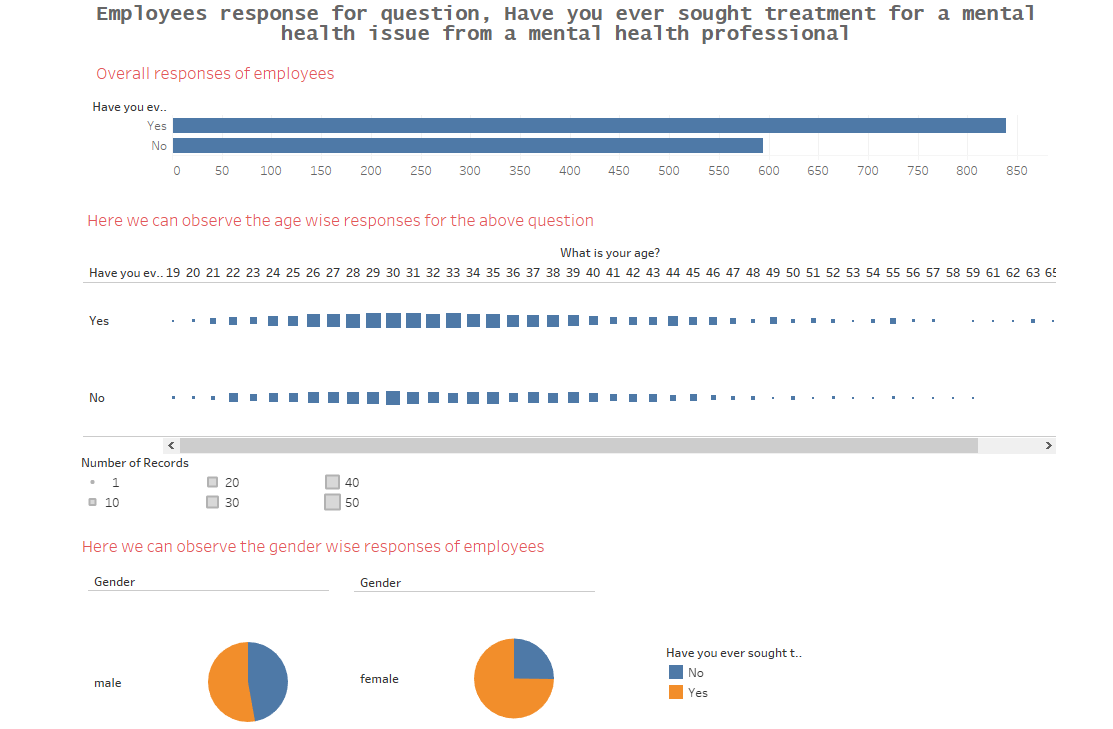 Employees response for question, Have you ever sought treatment for a mental
health issue from a mental health professional
Overall responses of employees
Have you ev..
Yes
No
0 50 100 150 200 250 300 350 400 450 500 550 600 650 700 750 800 850
Here we can observe the age wise responses for the above question
What is your age?
Have you ev.. 19 20 21 22 23 24 25 26 27 28 29 30 31 32 33 34 35 36 37 38 39 40 41 42 43 44 45 46 47 48 49 50 51 52 53 54 55 56 57 58 59 61 62 63 65
Yes
No
Number of Records
1 20 40
10 30 50
Here we can observe the gender wise responses of employees
Gender Gender
Have you ever sought t..
male female No
Yes